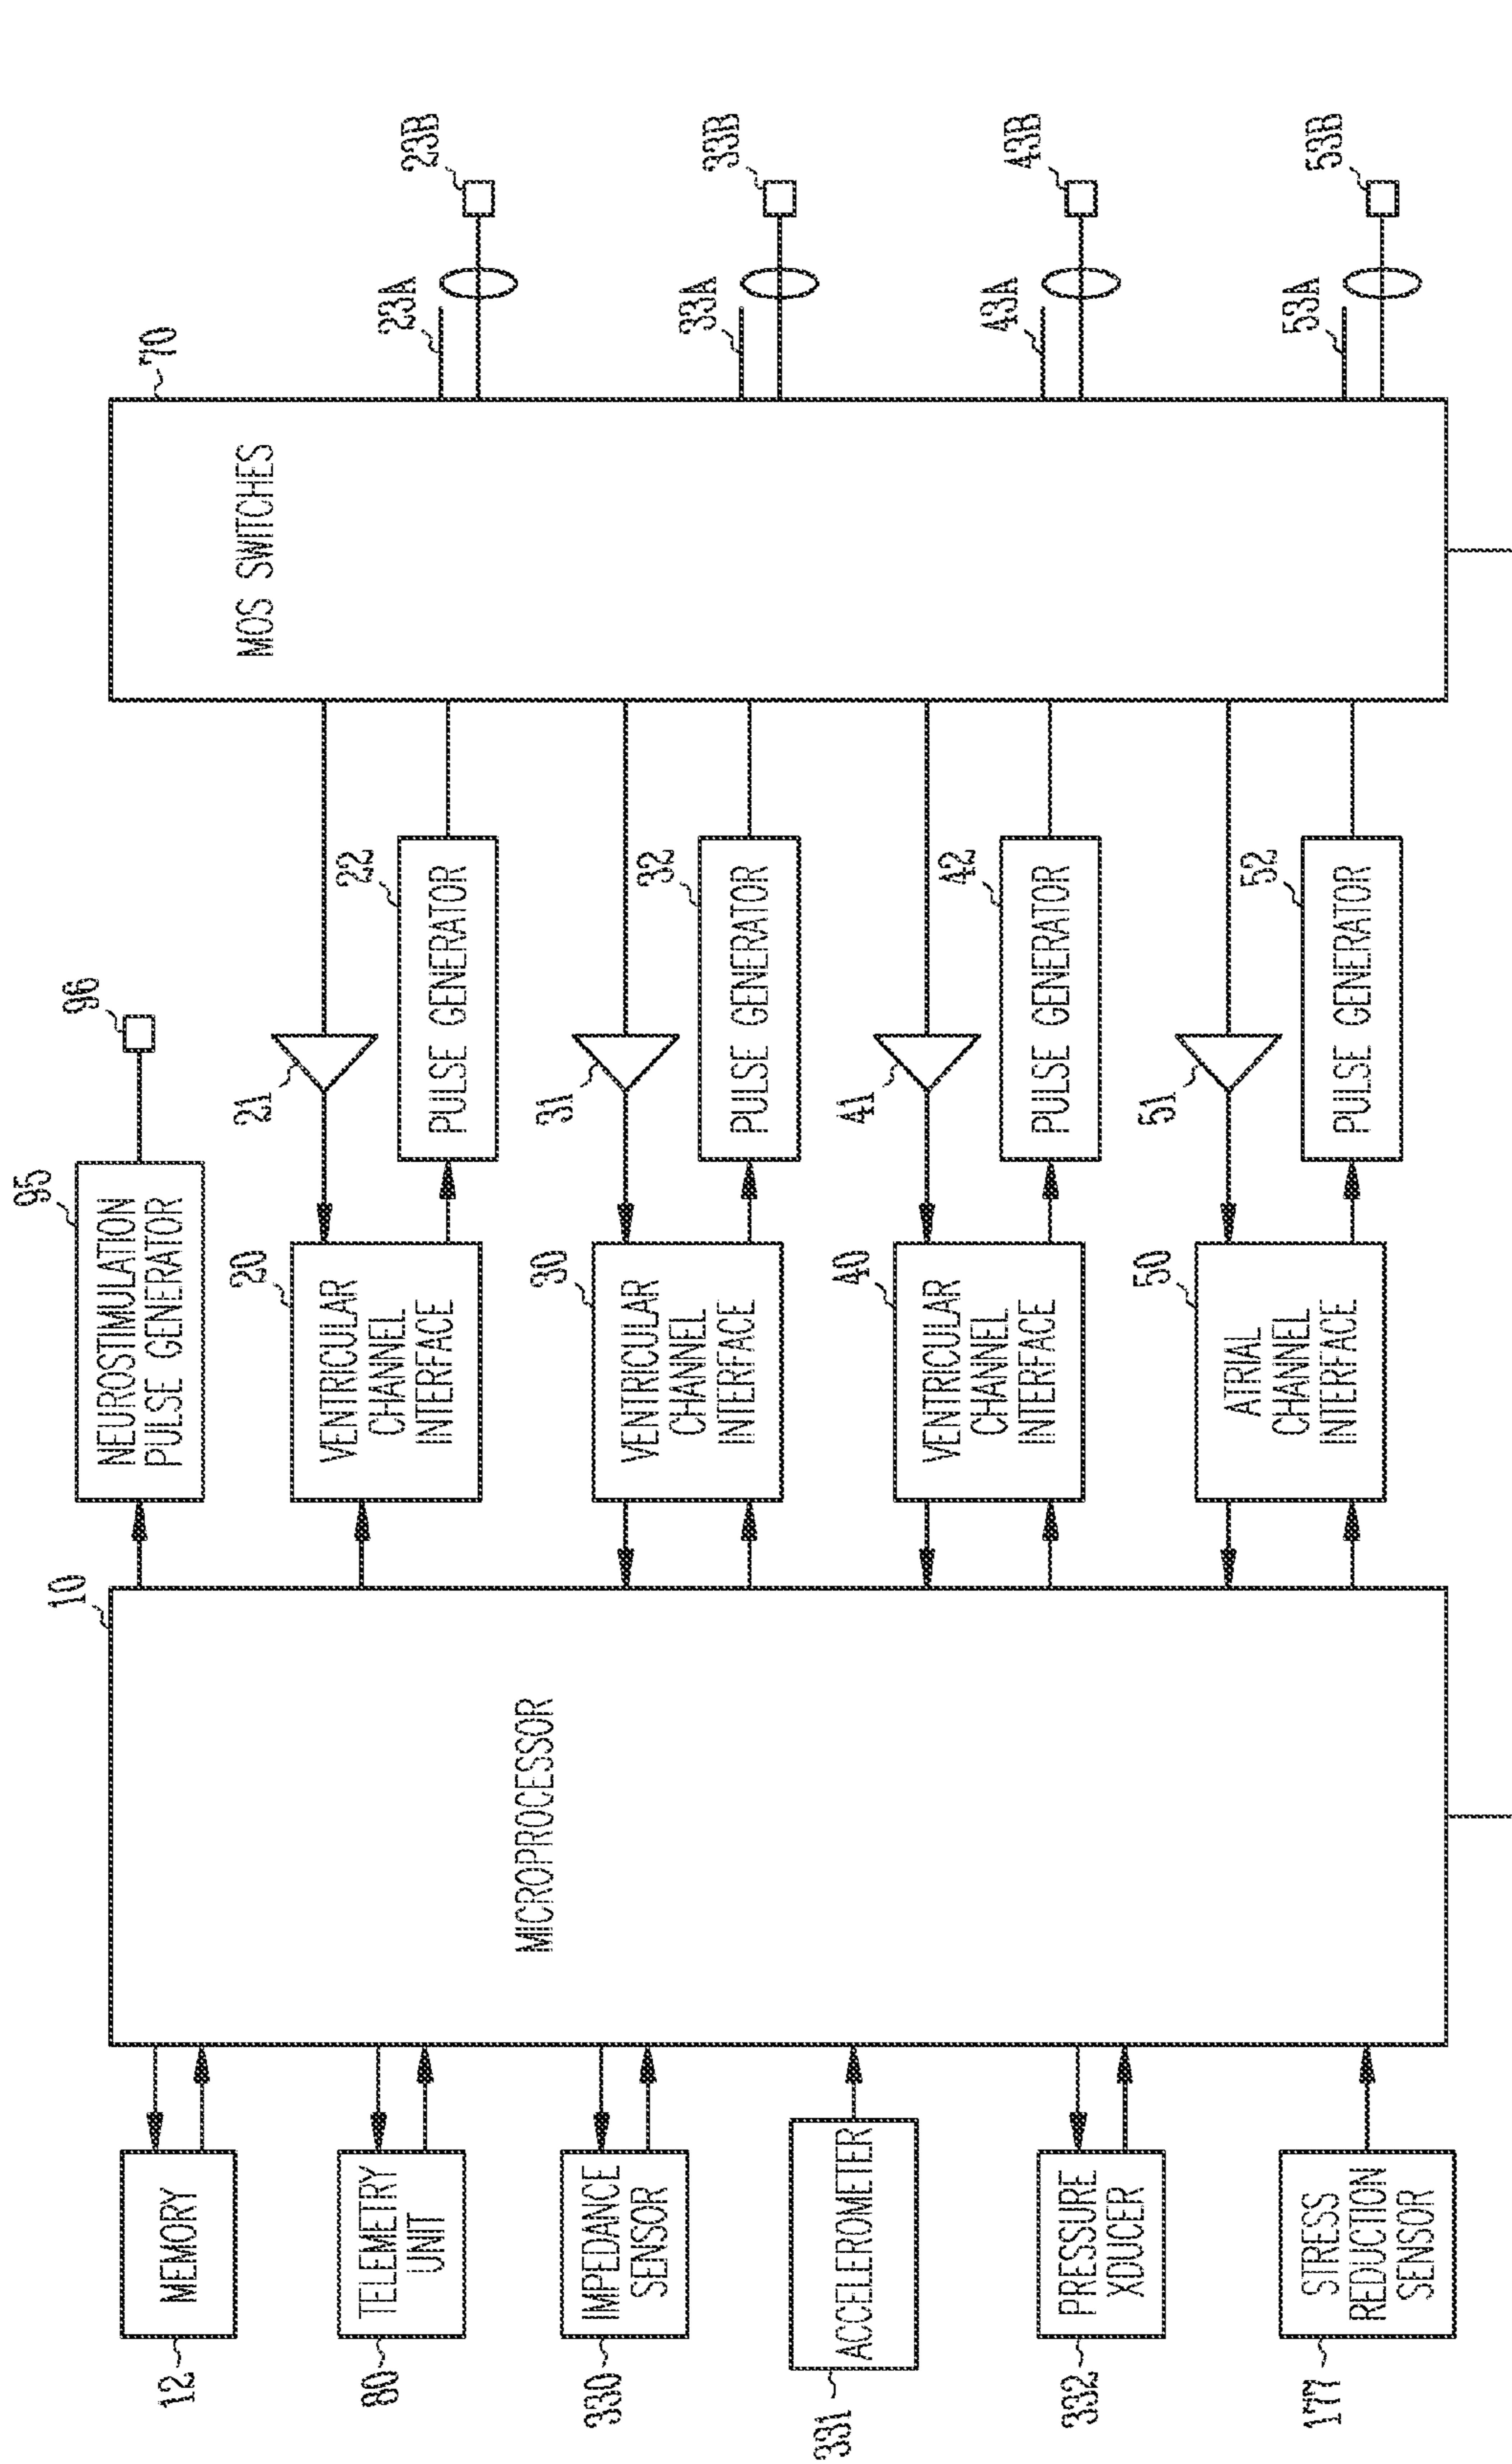 95
96
NEUROSTIMULATION
PULSE GENERATOR
10
70
12
MEMORY
80
TELEMETRY
UNIT
330
IMPEDANCE
SENSOR
331
ACCELEROMETER
332
PRESSURE
XDUCER
177
STRESS
REDUCTION
SENSOR
MICROPROCESSOR
20
VENTRICULAR
CHANNEL
INTERFACE
21
22
PULSE GENERATOR
30
VENTRICULAR
CHANNEL
INTERFACE
31
32
PULSE GENERATOR
40
VENTRICULAR
CHANNEL
INTERFACE
41
42
PULSE GENERATOR
50
ATRIAL
CHANNEL
INTERFACE
51
52
PULSE GENERATOR
MOS SWITCHES
23A
23B
33A
33B
43A
43B
53A
53B